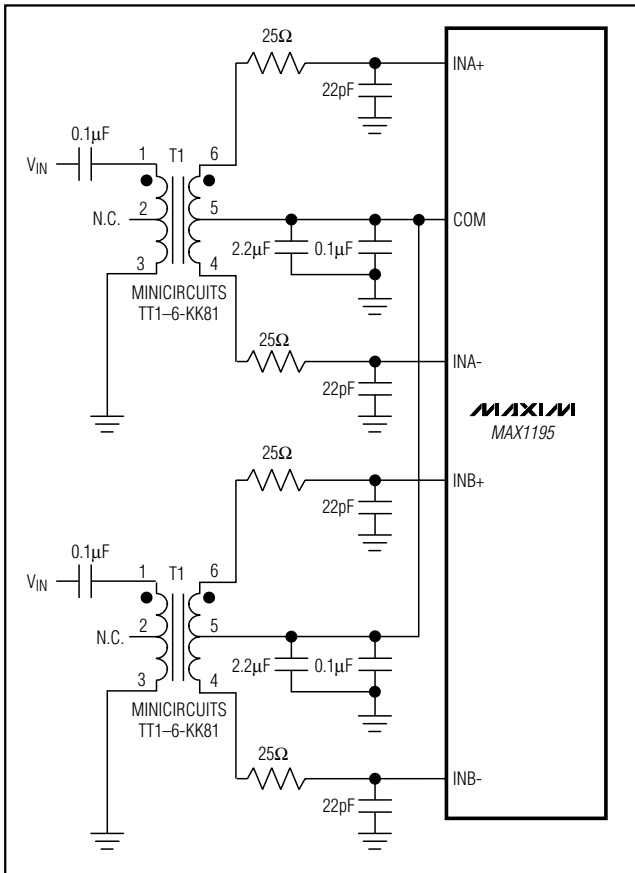 25Ω
INA+
22pF
0.1µF
VIN
1
T1
6
N.C.
2
5
COM
2.2µF
0.1µF
3
4
MINICIRCUITS
TT1–6-KK81
25Ω
INA-
22pF
MAXIM
MAX1195
25Ω
INB+
22pF
0.1µF
VIN
1
T1
6
N.C.
2
5
2.2µF
0.1µF
3
4
MINICIRCUITS
TT1–6-KK81
25Ω
INB-
22pF